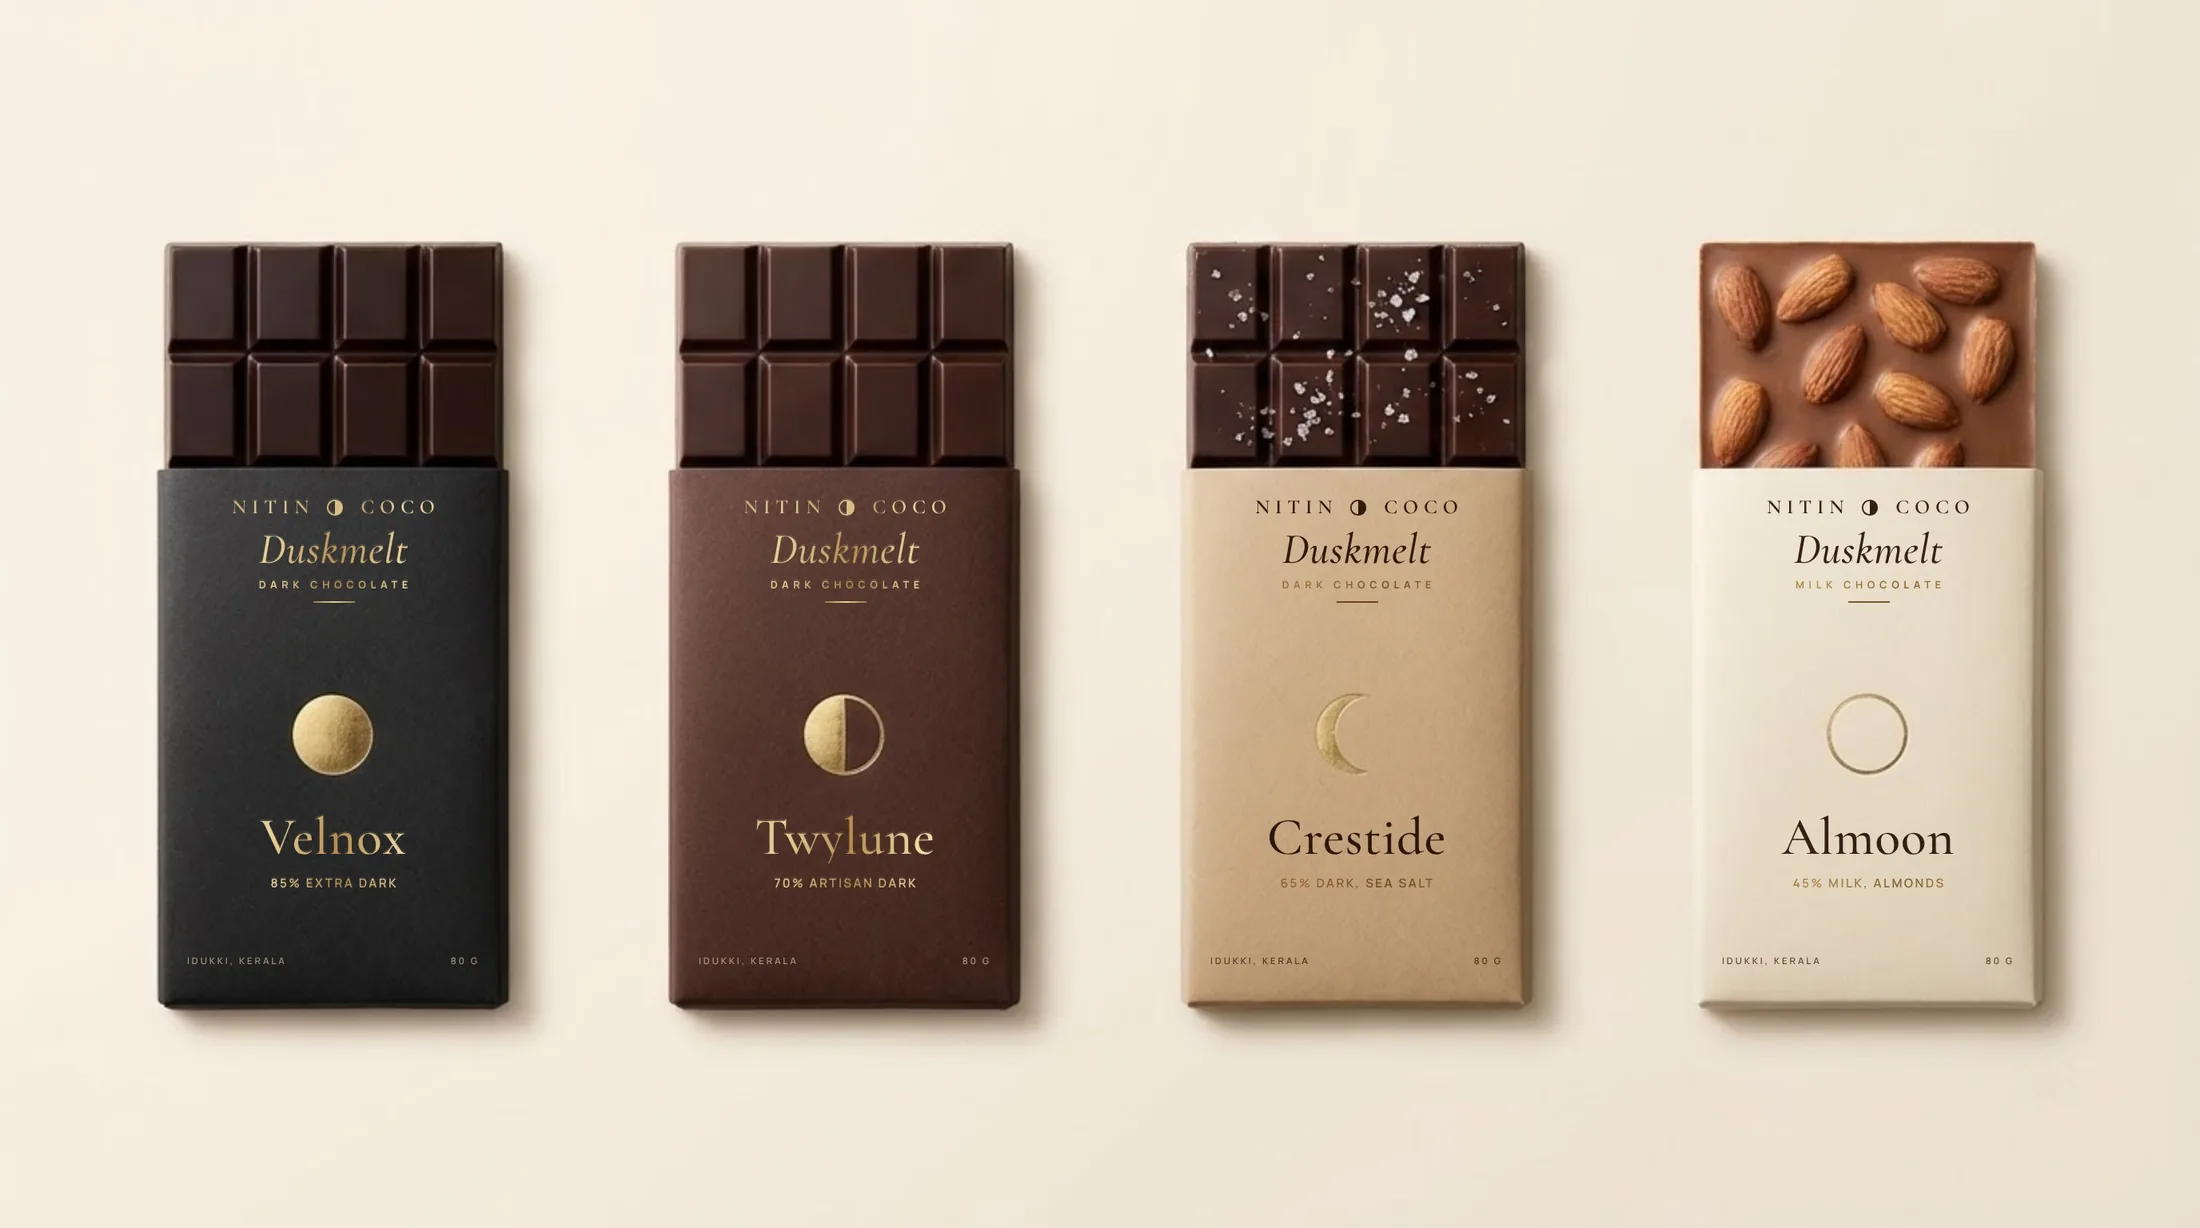 NITIN COCO
Duskmelt
DARK CHOCOLATE
Velnox
85% EXTRA DARK
IDUKKI, KERALA
80 G
NITIN COCO
Duskmelt
DARK CHOCOLATE
Twylune
70% ARTISAN DARK
IDUKKI, KERALA
80 G
NITIN COCO
Duskmelt
DARK CHOCOLATE
Crestide
65% DARK, SEA SALT
IDUKKI, KERALA
80 G
NITIN COCO
Duskmelt
MILK CHOCOLATE
Almoon
45% MILK, ALMONDS
IDUKKI, KERALA
80 G